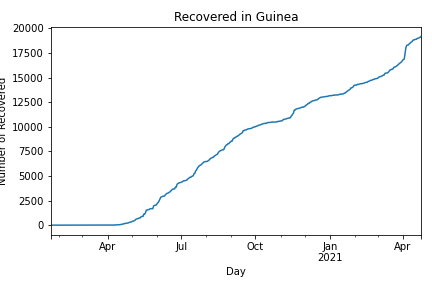 Recovered in Guinea
Number of Recovered
20000
17500
15000
12500
10000
7500
5000
2500
0
Apr
Jul
Oct
Jan
2021
Apr
Day